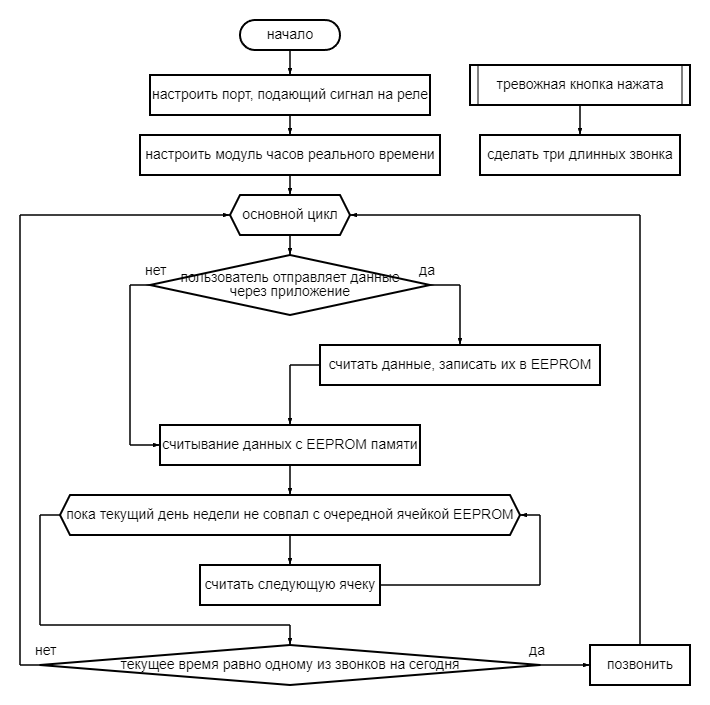 начало
настроить порт, подающий сигнал на реле
тревожная кнопка нажата
настроить модуль часов реального времени
сделать три длинных звонка
основной цикл
нет
пользователь отправляет данные
через приложение
да
считать данные, записать их в EEPROM
считывание данных с EEPROM памяти
пока текущий день недели не совпал с очередной ячейкой EEPROM
считать следующую ячеку
нет
текущее время равно одному из звонков на сегодня
да
позвонить